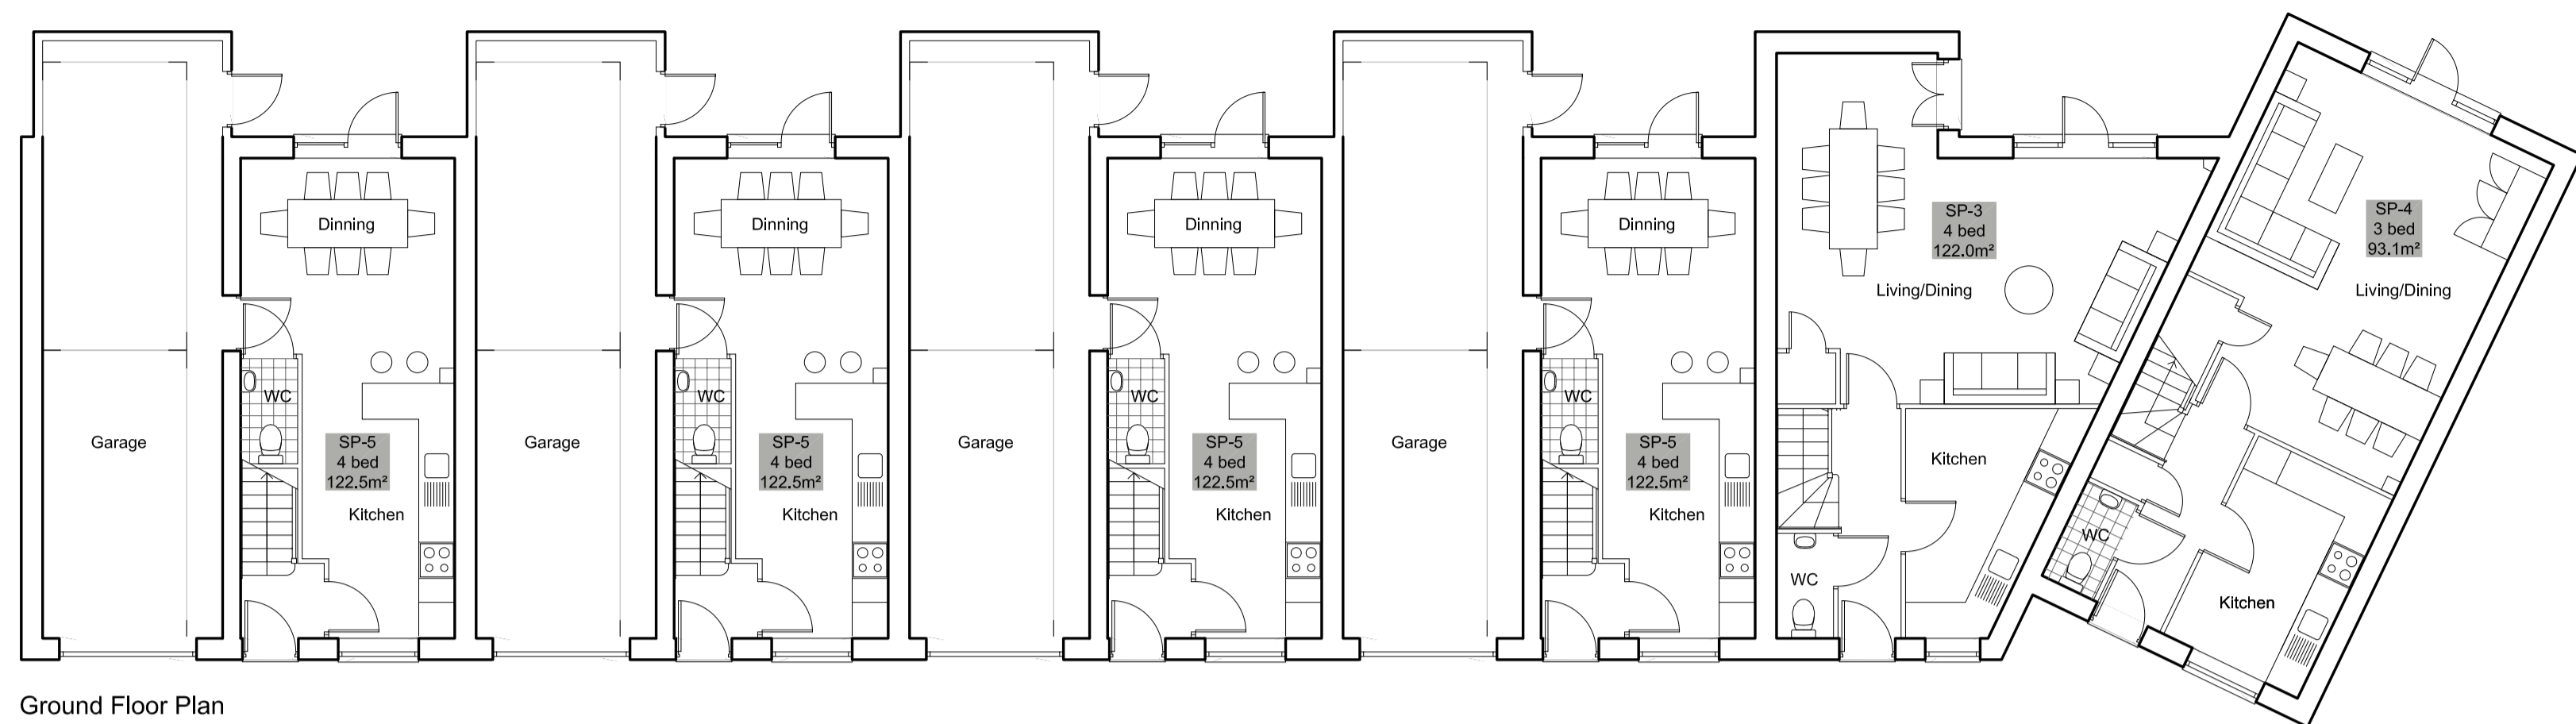 Dinning
WC
Garage
SP-5
4 bed
122.5m²
Kitchen
Dinning
WC
Garage
SP-5
4 bed
122.5m²
Kitchen
Dinning
WC
Garage
SP-5
4 bed
122.5m²
Kitchen
Dinning
WC
Garage
SP-5
4 bed
122.5m²
Kitchen
SP-3
4 bed
122.0m²
Living/Dining
Kitchen
WC
SP-4
3 bed
93.1m²
Living/Dining
WC
Kitchen
Ground Floor Plan